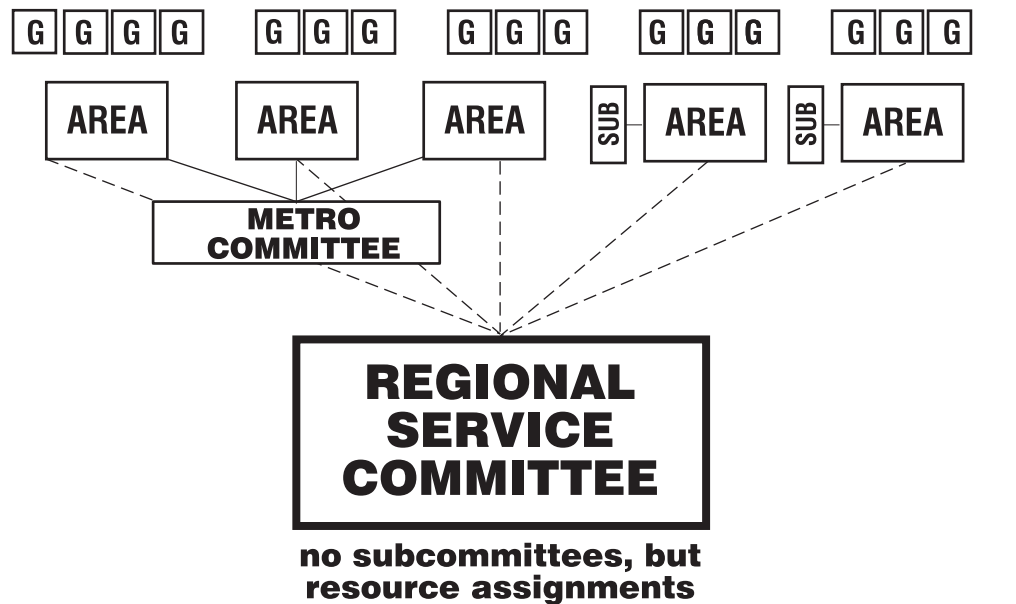 G G G G G G G G G G G G G G G G
AREA AREA AREA SUB AREA SUB AREA
METRO
COMMITTEE
REGIONAL
SERVICE
COMMITTEE
no subcommittees, but
resource assignments